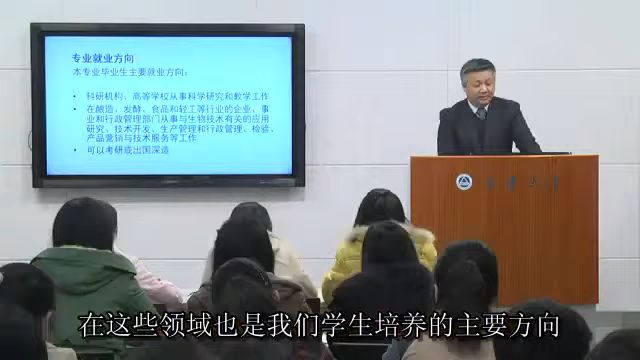 专业就业方向
本专业毕业生主要就业方向：
• 科研机构、高等学校从事科学研究和教学工作
• 在酿造、发酵、食品和轻工等行业的企业、事
业和行政管理部门从事与生物技术有关的应用
研究、技术开发、生产管理和行政管理、检验、
产品营销与技术服务等工作
• 可以考研或出国深造
在这些领域也是我们学生培养的主要方向